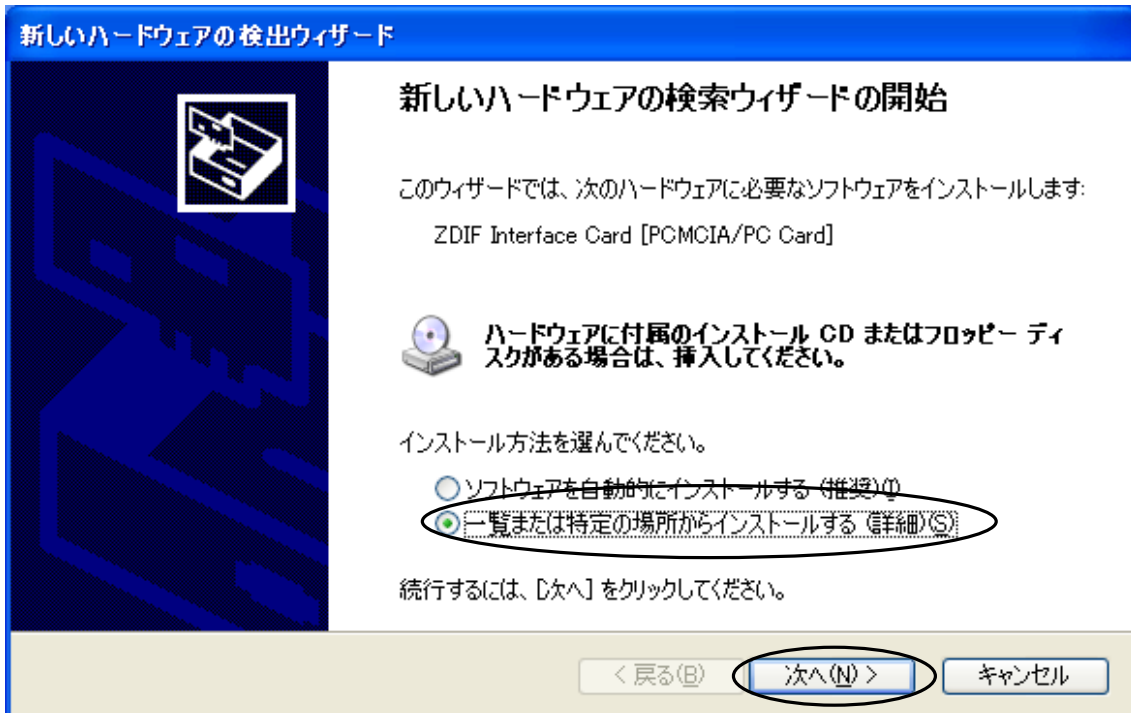 新しいハードウェアの検出ウィザード
新しいハードウェアの検索ウィザードの開始
このウィザードでは、次のハードウェアに必要なソフトウェアをインストールします:
ZDIF Interface Card [PCMCIA/PC Card]
ハードウェアに付属のインストール CD またはフロッピー ディ
スクがある場合は、挿入してください。
インストール方法を選んでください。
ソフトウェアを自動的にインストールする (推奨)(I)
一覧または特定の場所からインストールする (詳細)(S)
続行するには、[次へ] をクリックしてください。
< 戻る(B)
次へ(N) >
キャンセル